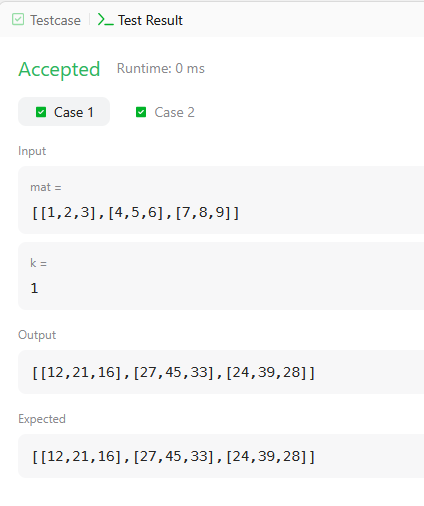 Testcase Test Result
Accepted Runtime: 0 ms
Case 1 Case 2
Input
mat =
[[1,2,3],[4,5,6],[7,8,9]]
k =
1
Output
[[12,21,16],[27,45,33],[24,39,28]]
Expected
[[12,21,16],[27,45,33],[24,39,28]]